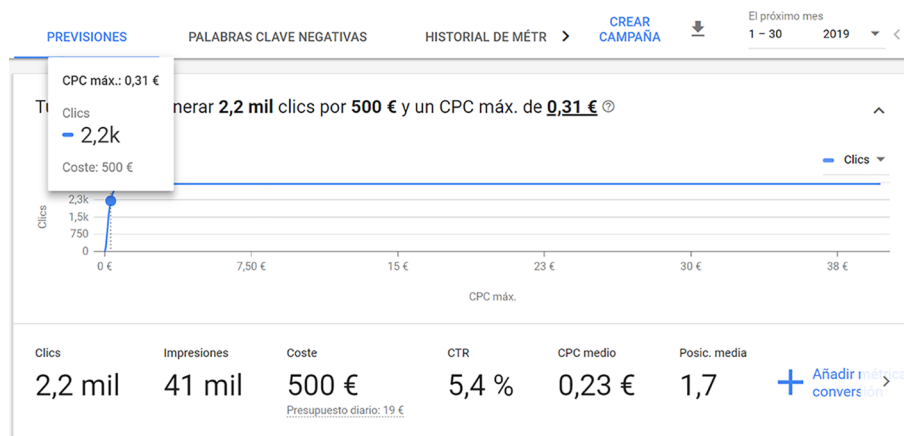 El próximo mes
PREVISIONES PALABRAS CLAVE NEGATIVAS HISTORIAL DE MÉTR CREAR CAMPAÑA 1 – 30 2019
CPC máx.: 0,31 €
Clics
2,2k
Coste: 500 €
Tu nerar 2,2 mil clics por 500 € y un CPC máx. de 0,31 €
Clics
2,3k
1,5k
750
0
Clics
0 € 7,50 € 15 € 23 € 30 € 38 €
CPC máx.
Clics Impresiones Coste CTR CPC medio Posic. media
2,2 mil 41 mil 500 € 5,4 % 0,23 € 1,7
Presupuesto diario: 19 €
Añadir métrica
conversión